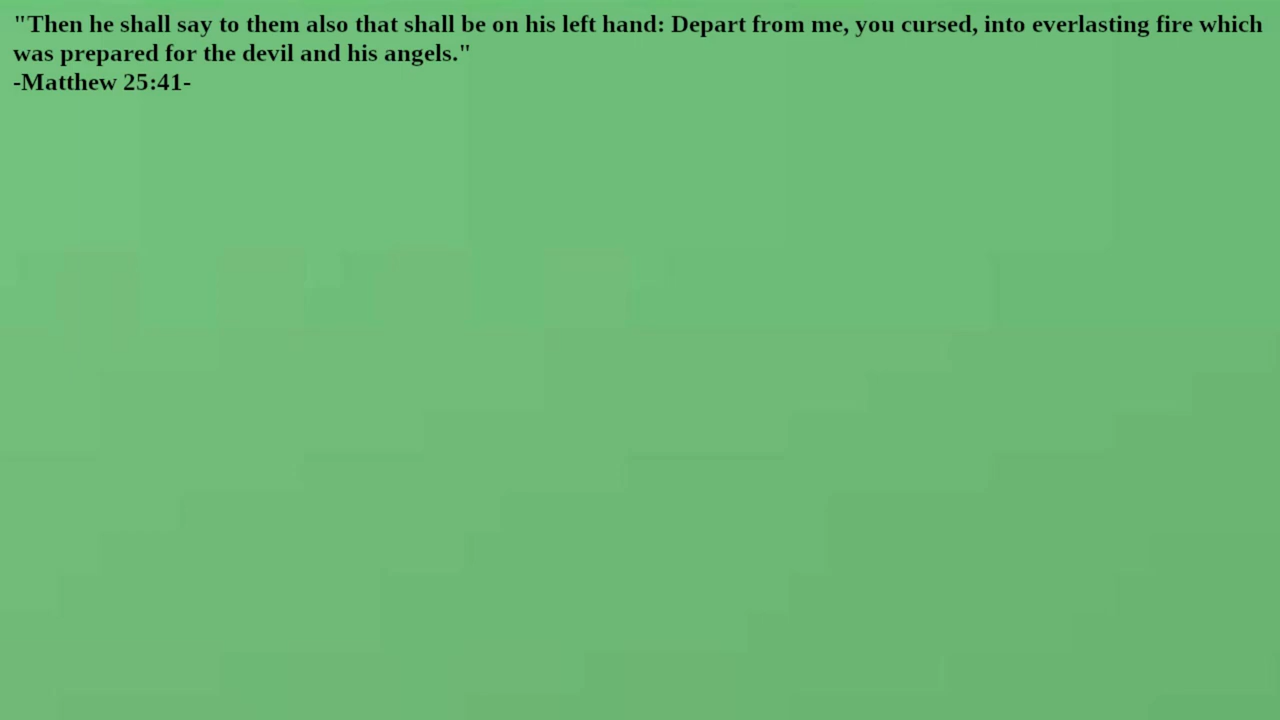 "Then he shall say to them also that shall be on his left hand: Depart from me, you cursed, into everlasting fire which
was prepared for the devil and his angels."
-Matthew 25:41-